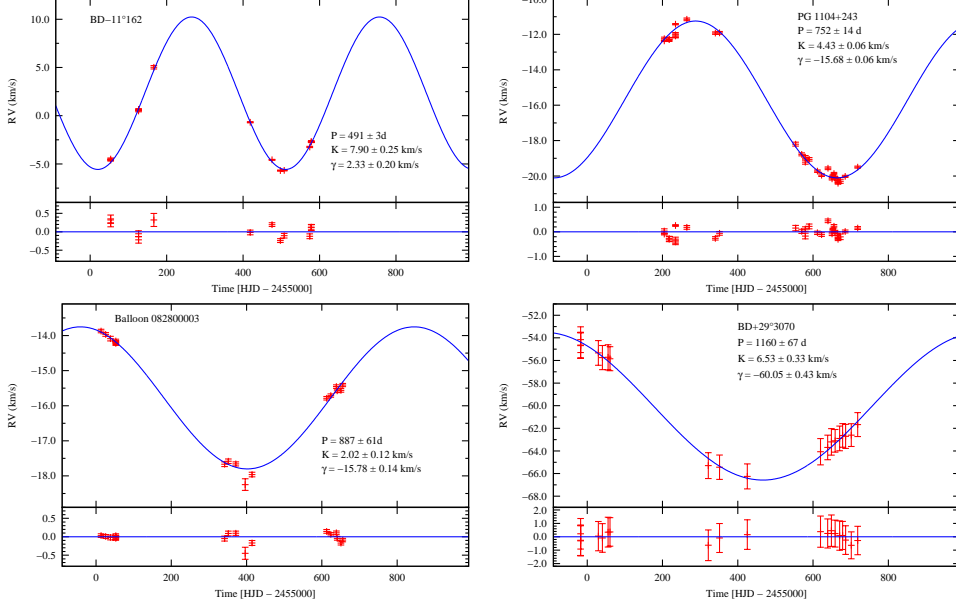 BD−11°162
10.0
5.0
0.0
−5.0
RV (km/s)
P = 491 ± 3d
K = 7.90 ± 0.25 km/s
γ = 2.33 ± 0.20 km/s
0.5
0.0
−0.5
0 200 400 600 800
Time [HJD − 2455000]
PG 1104+243
P = 752 ± 14 d
K = 4.43 ± 0.06 km/s
γ = −15.68 ± 0.06 km/s
−12.0
−14.0
−16.0
−18.0
−20.0
RV (km/s)
1.0
0.0
−1.0
0 200 400 600 800
Time [HJD − 2455000]
Balloon 082800003
−14.0
−15.0
−16.0
−17.0
−18.0
RV (km/s)
P = 887 ± 61d
K = 2.02 ± 0.12 km/s
γ = −15.78 ± 0.14 km/s
0.5
0.0
−0.5
0 200 400 600 800
Time [HJD − 2455000]
BD+29°3070
P = 1160 ± 67 d
K = 6.53 ± 0.33 km/s
γ = −60.05 ± 0.43 km/s
−52.0
−54.0
−56.0
−58.0
−60.0
−62.0
−64.0
−66.0
−68.0
RV (km/s)
2.0
1.0
0.0
−1.0
−2.0
0 200 400 600 800
Time [HJD − 2455000]